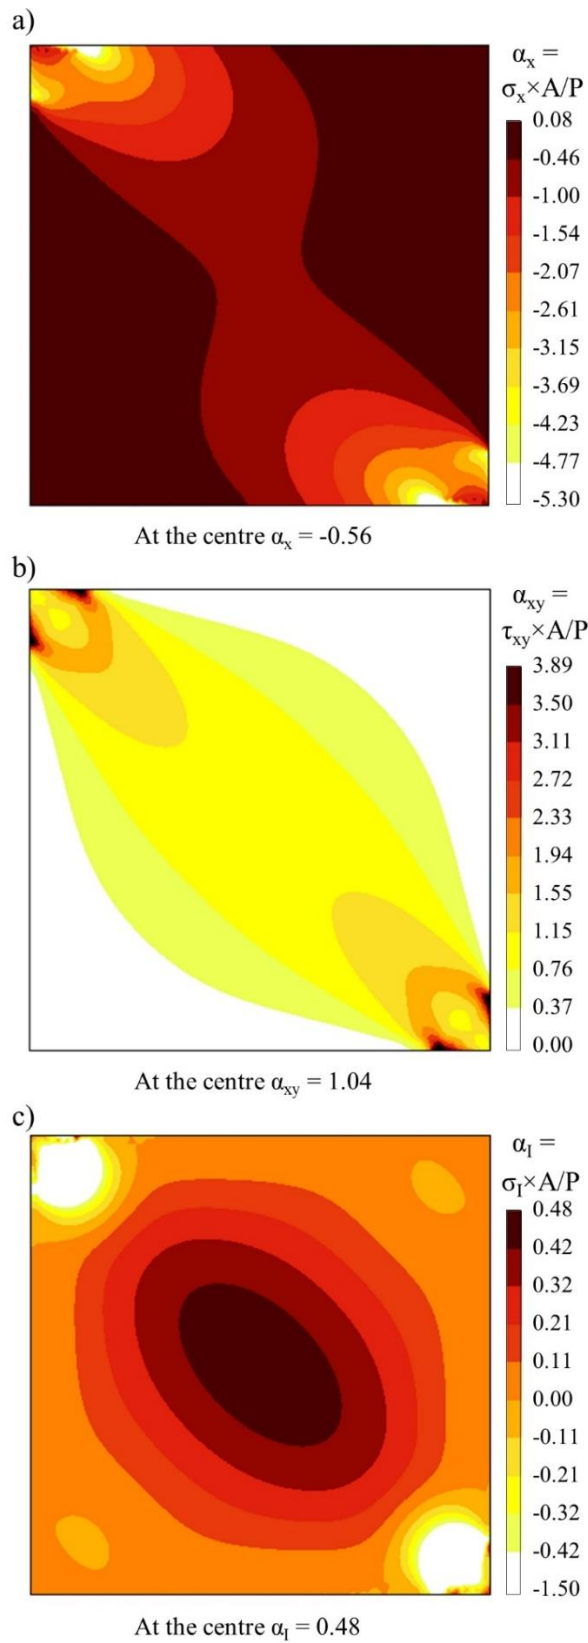 a)
αx =
σx×A/P
0.08
-0.46
-1.00
-1.54
-2.07
-2.61
-3.15
-3.69
-4.23
-4.77
-5.30
At the centre αx = -0.56
b)
αxy =
τxy×A/P
3.89
3.50
3.11
2.72
2.33
1.94
1.55
1.15
0.76
0.37
0.00
At the centre αxy = 1.04
c)
αI =
σI×A/P
0.48
0.42
0.32
0.21
0.11
0.00
-0.11
-0.21
-0.32
-0.42
-1.50
At the centre αI = 0.48